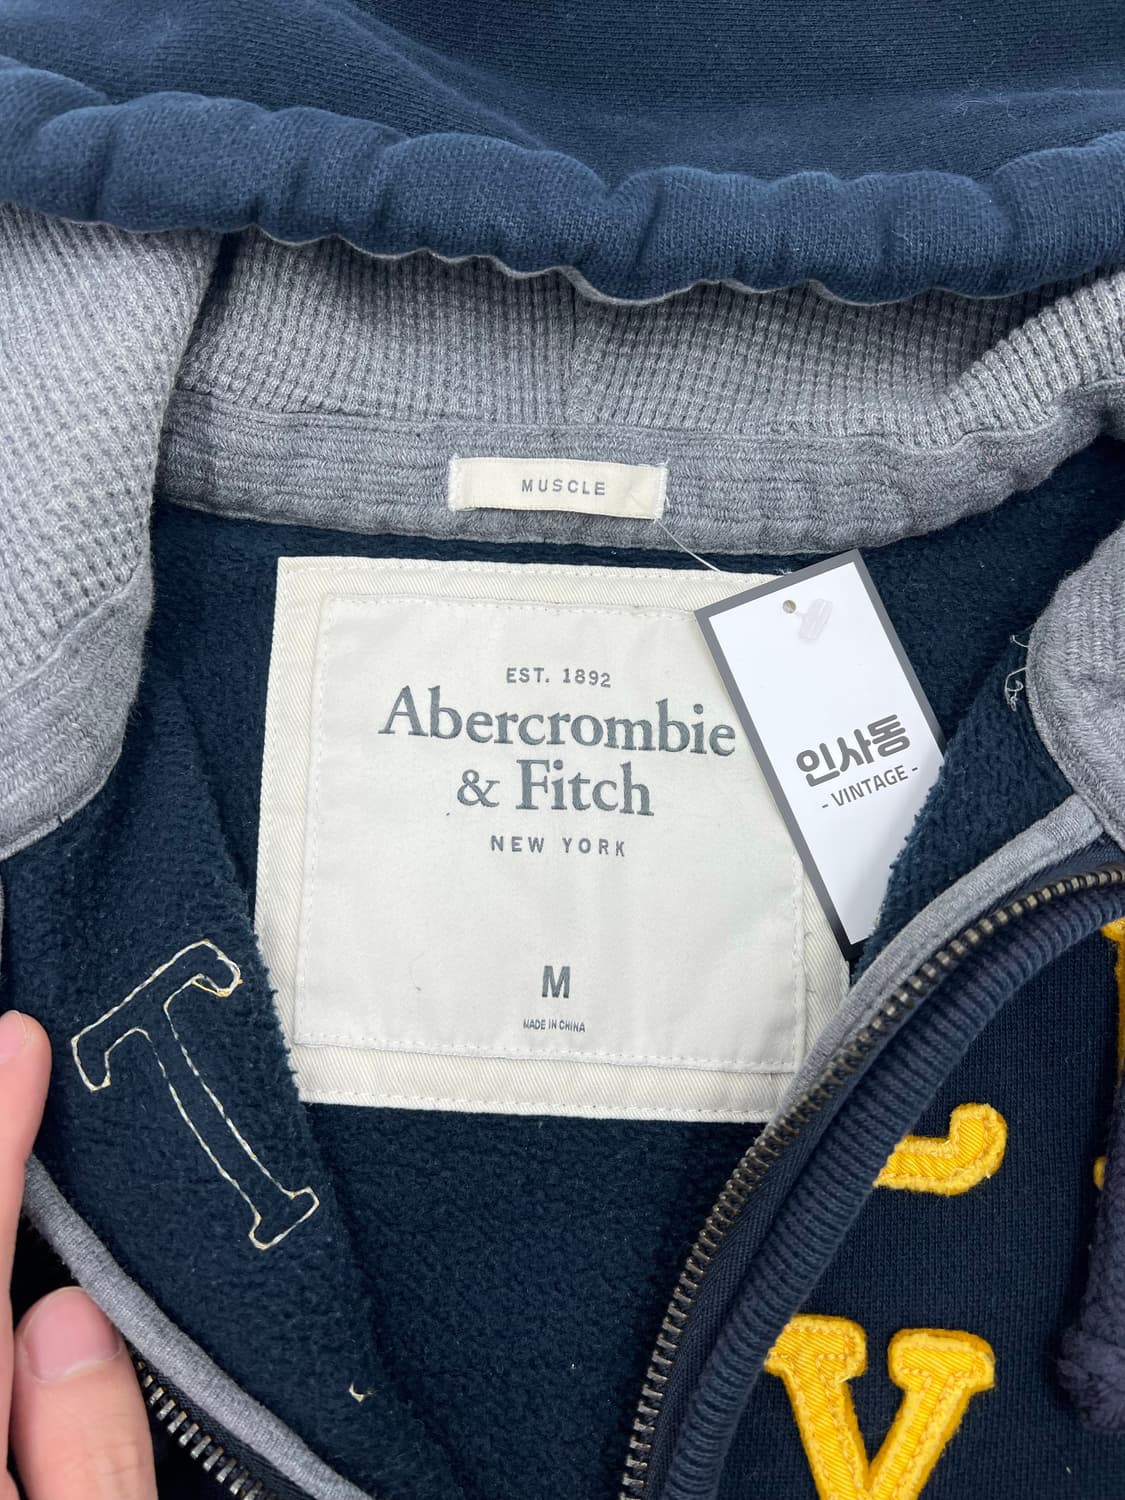 MUSCLE
EST. 1892
Abercrombie
& Fitch
NEW YORK
M
MADE IN CHINA
인사동
- VINTAGE -
T
Y